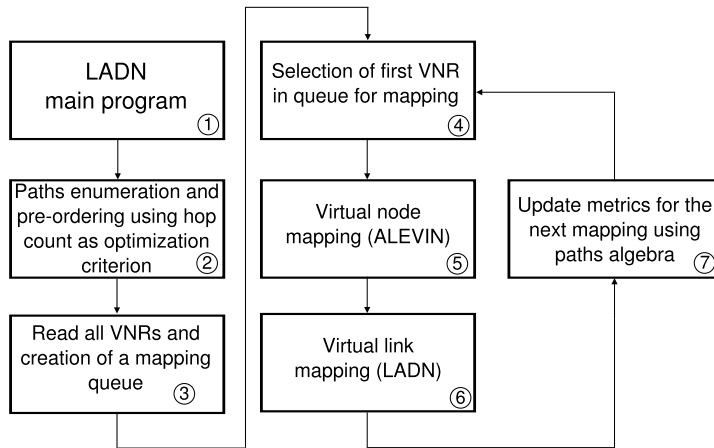 LADN
main program
①
Paths enumeration and
pre-ordering using hop
count as optimization
criterion
②
Read all VNRs and
creation of a mapping
queue
③
Selection of first VNR
in queue for mapping
④
Virtual node
mapping (ALEVIN)
⑤
Virtual link
mapping (LADN)
⑥
Update metrics for the
next mapping using
paths algebra
⑦